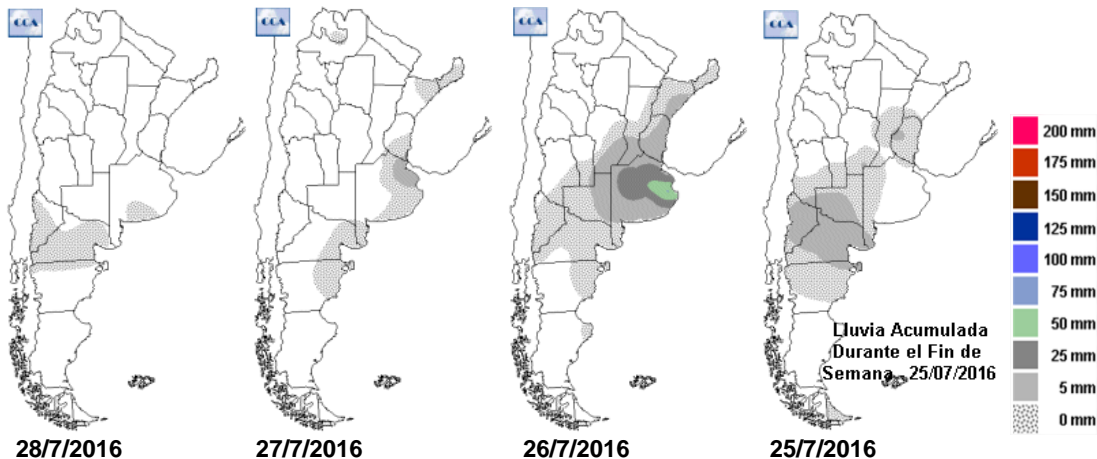 CCA
CCA
CCA
CCA
200 mm
175 mm
150 mm
125 mm
100 mm
75 mm
50 mm
25 mm
5 mm
0 mm
Lluvia Acumulada
Durante el Fin de
Semana - 25/07/2016
28/7/2016
27/7/2016
26/7/2016
25/7/2016